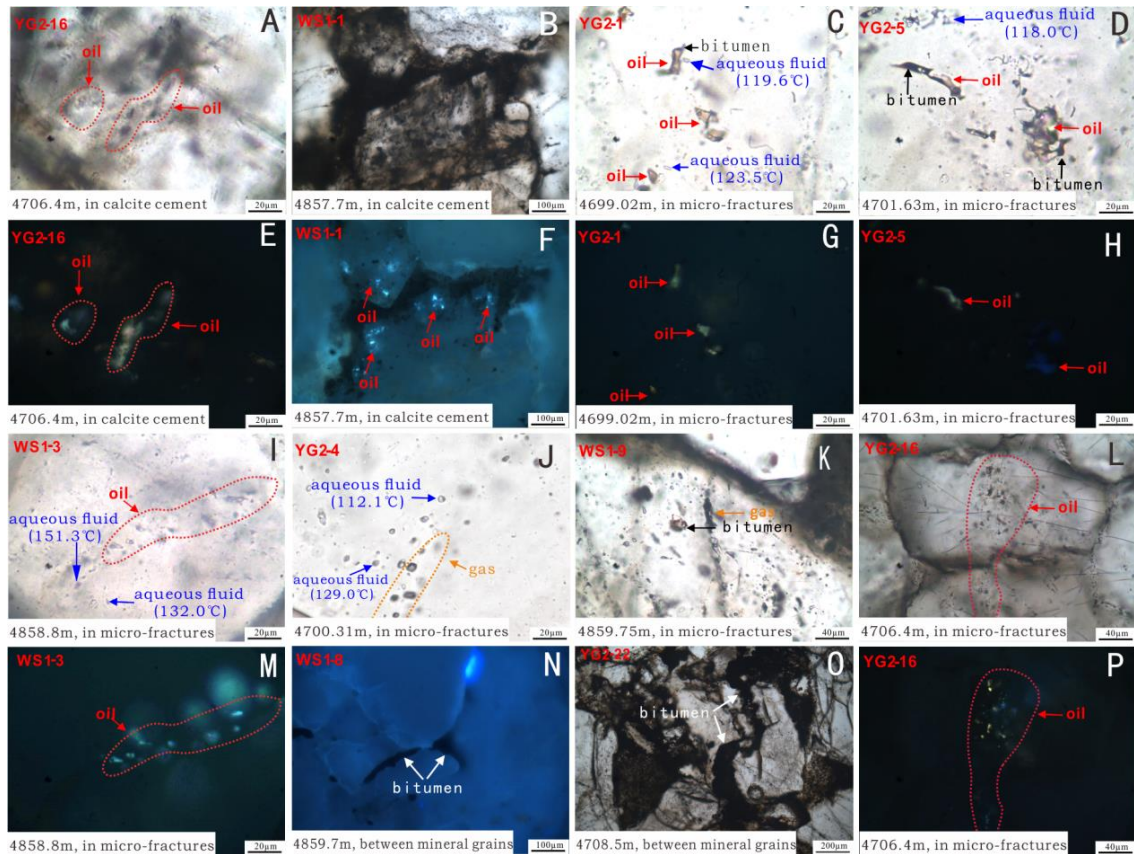 YG2-16
A
oil
oil
4706.4m, in calcite cement
20μm
WS1-1
B
4857.7m, in calcite cement
100μm
YG2-1
C
bitumen
oil
aqueous fluid
(119.6℃)
oil
aqueous fluid
(123.5℃)
oil
4699.02m, in micro-fractures
20μm
YG2-5
D
aqueous fluid
(118.0℃)
oil
bitumen
oil
bitumen
4701.63m, in micro-fractures
20μm
YG2-16
E
oil
oil
4706.4m, in calcite cement
20μm
WS1-1
F
oil
oil
oil
oil
4857.7m, in calcite cement
100μm
YG2-1
G
oil
oil
oil
4699.02m, in micro-fractures
20μm
YG2-5
H
oil
oil
4701.63m, in micro-fractures
20μm
WS1-3
I
oil
aqueous fluid
(151.3℃)
aqueous fluid
(132.0℃)
4858.8m, in micro-fractures
20μm
YG2-4
J
aqueous fluid
(112.1℃)
gas
aqueous fluid
(129.0℃)
4700.31m, in micro-fractures
20μm
WS1-9
K
gas
bitumen
4859.75m, in micro-fractures
40μm
YG2-16
L
oil
4706.4m, in micro-fractures
40μm
WS1-3
M
oil
4858.8m, in micro-fractures
20μm
WS1-8
N
bitumen
4859.7m, between mineral grains
100μm
YG2-22
O
bitumen
4708.5m, between mineral grains
200μm
YG2-16
P
oil
4706.4m, in micro-fractures
40μm